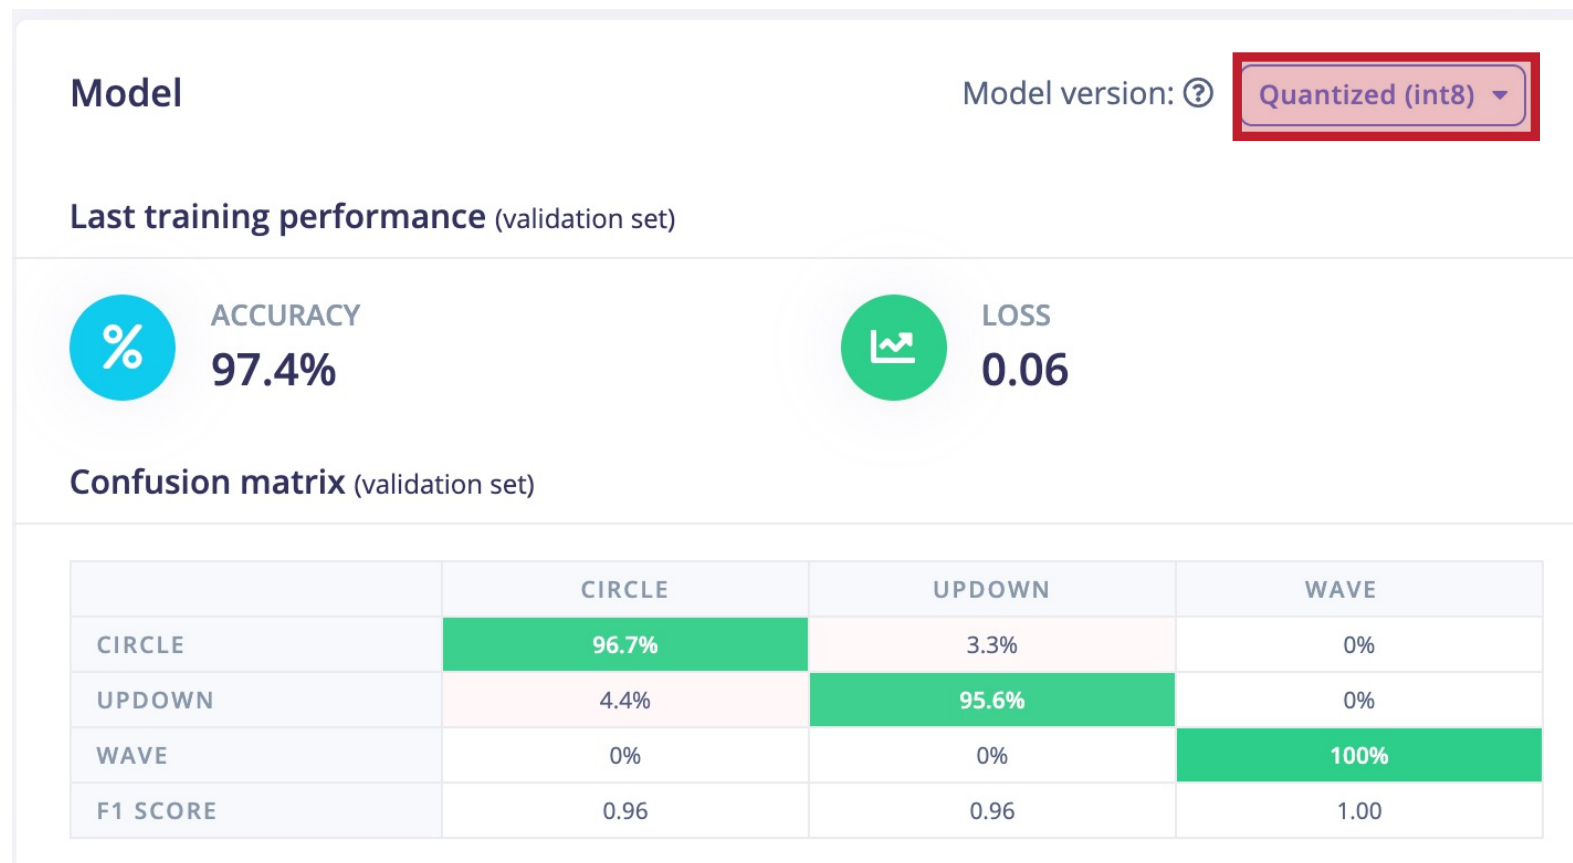 Model
Model version: ? Quantized (int8)
Last training performance (validation set)
% ACCURACY
97.4%
LOSS
0.06
Confusion matrix (validation set)
CIRCLE UPDOWN WAVE
CIRCLE 96.7% 3.3% 0%
UPDOWN 4.4% 95.6% 0%
WAVE 0% 0% 100%
F1 SCORE 0.96 0.96 1.00